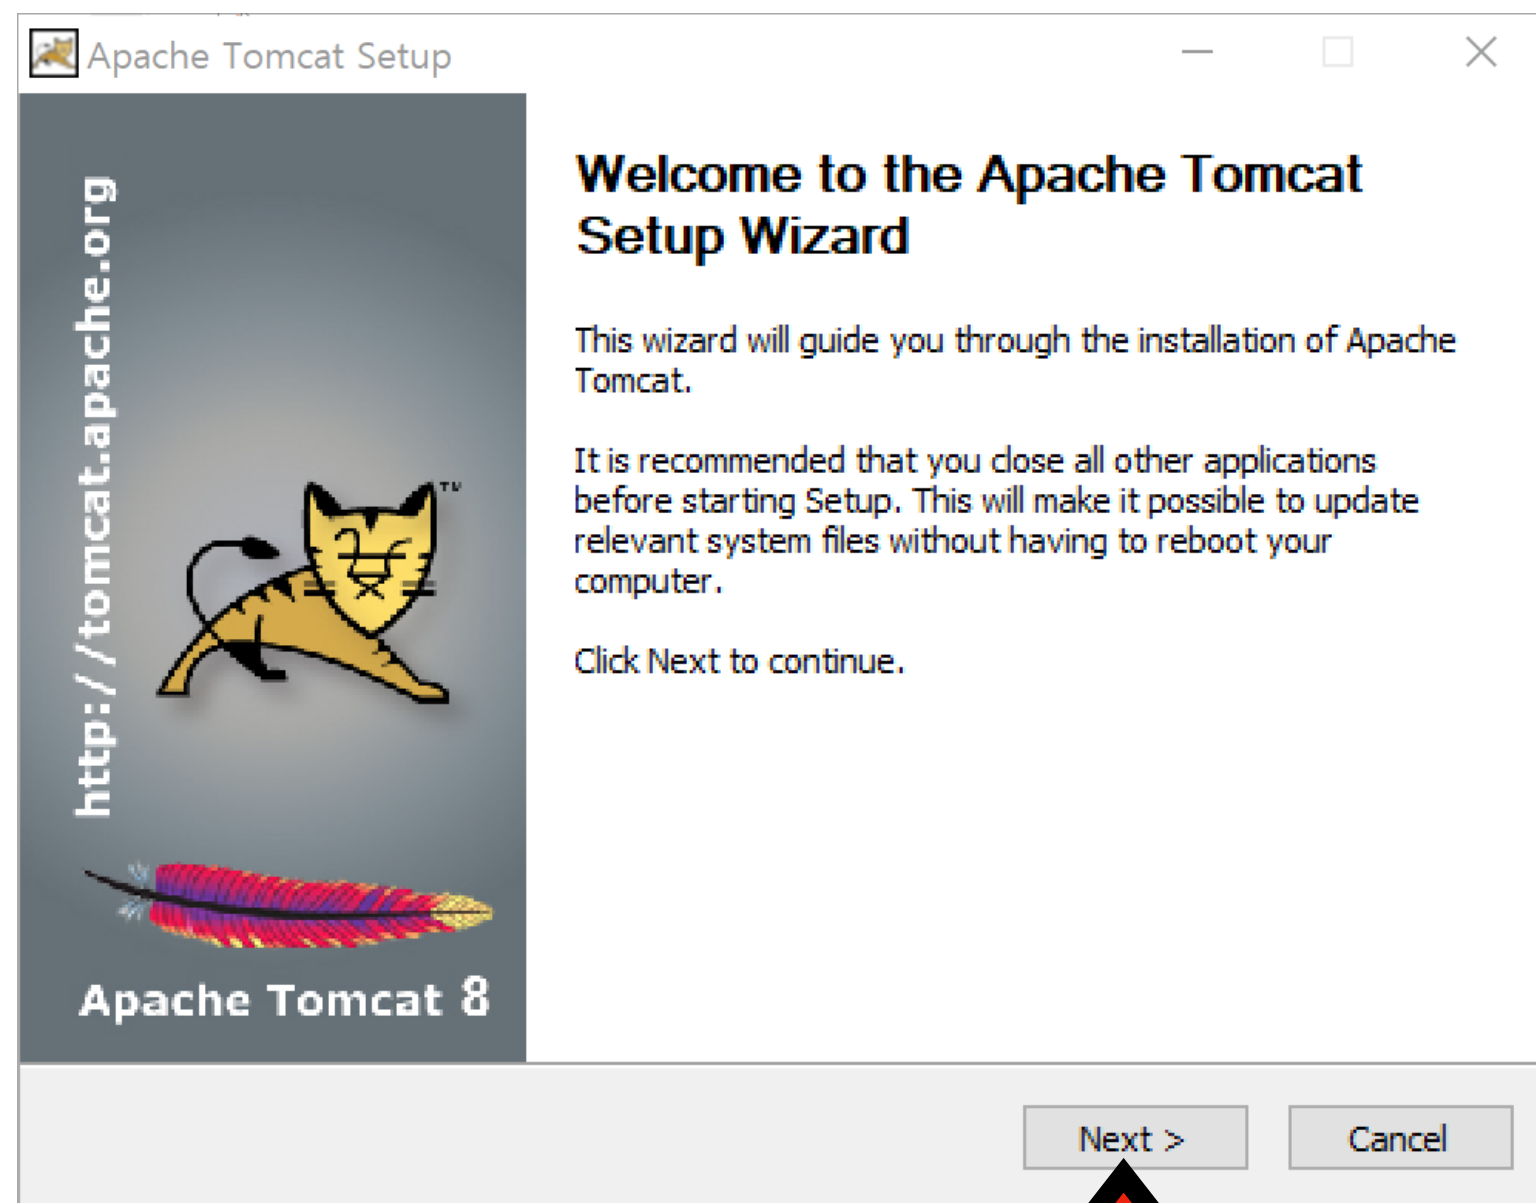 Apache Tomcat Setup
http://tomcat.apache.org
TM
Apache Tomcat 8
Welcome to the Apache Tomcat
Setup Wizard
This wizard will guide you through the installation of Apache
Tomcat.
It is recommended that you close all other applications
before starting Setup. This will make it possible to update
relevant system files without having to reboot your
computer.
Click Next to continue.
Next >
Cancel